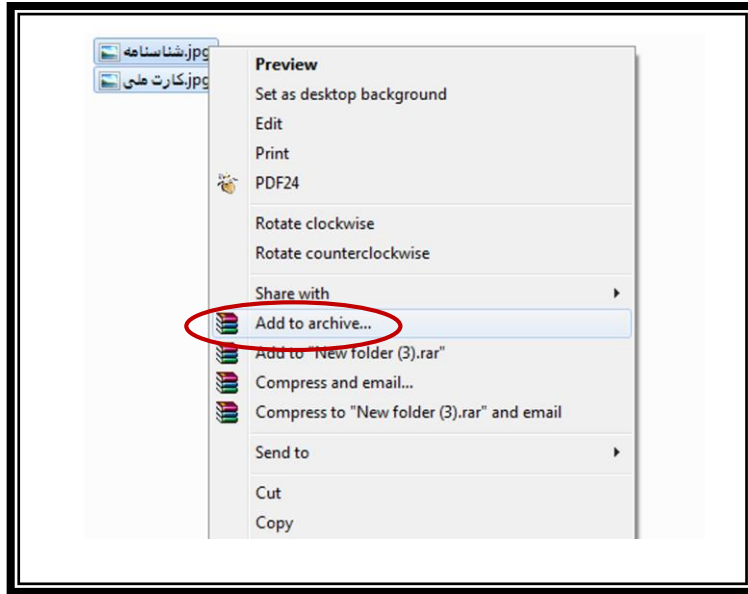 شناسنامه.jpg
کارت ملی.jpg
Preview
Set as desktop background
Edit
Print
PDF24
Rotate clockwise
Rotate counterclockwise
Share with
Add to archive...
Add to "New folder (3).rar"
Compress and email...
Compress to "New folder (3).rar" and email
Send to
Cut
Copy